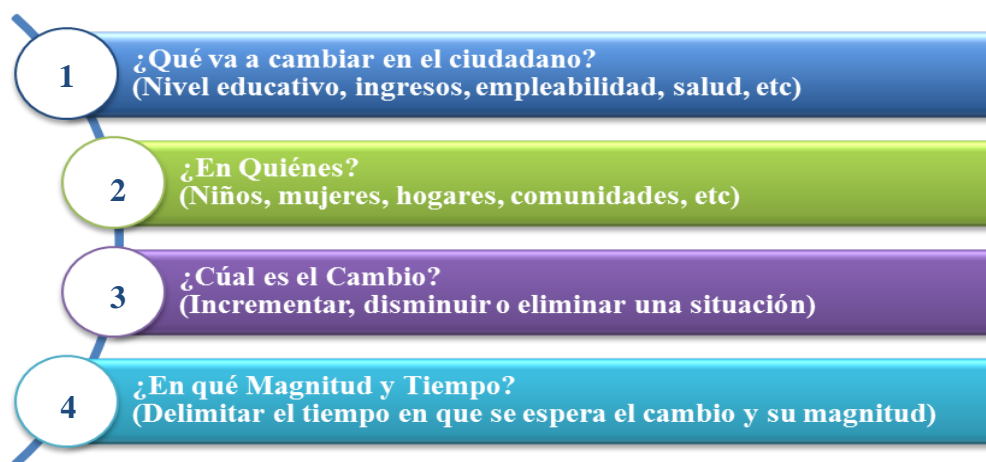 1
¿Qué va a cambiar en el ciudadano?
(Nivel educativo, ingresos, empleabilidad, salud, etc)
2
¿En Quiénes?
(Niños, mujeres, hogares, comunidades, etc)
3
¿Cúal es el Cambio?
(Incrementar, disminuir o eliminar una situación)
4
¿En qué Magnitud y Tiempo?
(Delimitar el tiempo en que se espera el cambio y su magnitud)